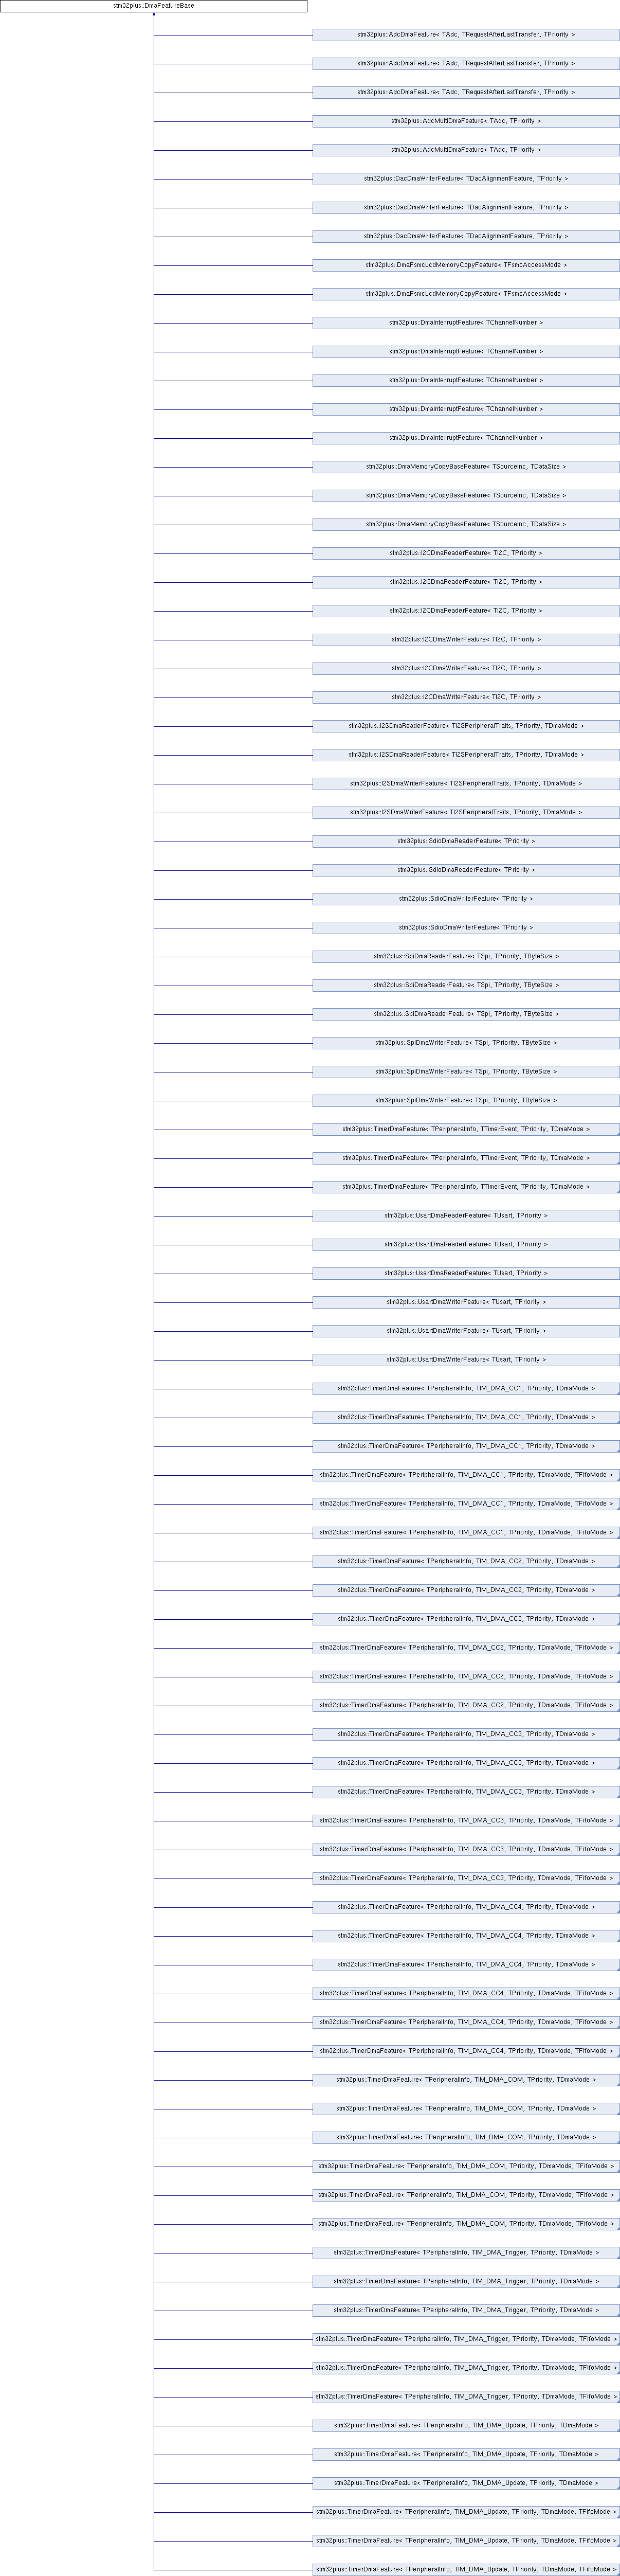 stm32plus::DmaFeatureBase
stm32plus::AdcDmaFeature< TAdc, TRequestAfterLastTransfer, TPriority >
stm32plus::AdcDmaFeature< TAdc, TRequestAfterLastTransfer, TPriority >
stm32plus::AdcDmaFeature< TAdc, TRequestAfterLastTransfer, TPriority >
stm32plus::AdcMultiDmaFeature< TAdc, TPriority >
stm32plus::AdcMultiDmaFeature< TAdc, TPriority >
stm32plus::DacDmaWriterFeature< TDacAlignmentFeature, TPriority >
stm32plus::DacDmaWriterFeature< TDacAlignmentFeature, TPriority >
stm32plus::DacDmaWriterFeature< TDacAlignmentFeature, TPriority >
stm32plus::DmaFsmcLcdMemoryCopyFeature< TFsmcAccessMode >
stm32plus::DmaFsmcLcdMemoryCopyFeature< TFsmcAccessMode >
stm32plus::DmaInterruptFeature< TChannelNumber >
stm32plus::DmaInterruptFeature< TChannelNumber >
stm32plus::DmaInterruptFeature< TChannelNumber >
stm32plus::DmaInterruptFeature< TChannelNumber >
stm32plus::DmaInterruptFeature< TChannelNumber >
stm32plus::DmaMemoryCopyBaseFeature< TSourceInc, TDataSize >
stm32plus::DmaMemoryCopyBaseFeature< TSourceInc, TDataSize >
stm32plus::DmaMemoryCopyBaseFeature< TSourceInc, TDataSize >
stm32plus::I2CDmaReaderFeature< TI2C, TPriority >
stm32plus::I2CDmaReaderFeature< TI2C, TPriority >
stm32plus::I2CDmaReaderFeature< TI2C, TPriority >
stm32plus::I2CDmaWriterFeature< TI2C, TPriority >
stm32plus::I2CDmaWriterFeature< TI2C, TPriority >
stm32plus::I2CDmaWriterFeature< TI2C, TPriority >
stm32plus::I2SDmaReaderFeature< TI2SPeripheralTraits, TPriority, TDmaMode >
stm32plus::I2SDmaReaderFeature< TI2SPeripheralTraits, TPriority, TDmaMode >
stm32plus::I2SDmaWriterFeature< TI2SPeripheralTraits, TPriority, TDmaMode >
stm32plus::I2SDmaWriterFeature< TI2SPeripheralTraits, TPriority, TDmaMode >
stm32plus::SdioDmaReaderFeature< TPriority >
stm32plus::SdioDmaReaderFeature< TPriority >
stm32plus::SdioDmaWriterFeature< TPriority >
stm32plus::SdioDmaWriterFeature< TPriority >
stm32plus::SpiDmaReaderFeature< TSpi, TPriority, TByteSize >
stm32plus::SpiDmaReaderFeature< TSpi, TPriority, TByteSize >
stm32plus::SpiDmaReaderFeature< TSpi, TPriority, TByteSize >
stm32plus::SpiDmaWriterFeature< TSpi, TPriority, TByteSize >
stm32plus::SpiDmaWriterFeature< TSpi, TPriority, TByteSize >
stm32plus::SpiDmaWriterFeature< TSpi, TPriority, TByteSize >
stm32plus::TimerDmaFeature< TPeripheralInfo, TTimerEvent, TPriority, TDmaMode >
stm32plus::TimerDmaFeature< TPeripheralInfo, TTimerEvent, TPriority, TDmaMode >
stm32plus::TimerDmaFeature< TPeripheralInfo, TTimerEvent, TPriority, TDmaMode >
stm32plus::UsartDmaReaderFeature< TUsart, TPriority >
stm32plus::UsartDmaReaderFeature< TUsart, TPriority >
stm32plus::UsartDmaReaderFeature< TUsart, TPriority >
stm32plus::UsartDmaWriterFeature< TUsart, TPriority >
stm32plus::UsartDmaWriterFeature< TUsart, TPriority >
stm32plus::UsartDmaWriterFeature< TUsart, TPriority >
stm32plus::TimerDmaFeature< TPeripheralInfo, TIM_DMA_CC1, TPriority, TDmaMode >
stm32plus::TimerDmaFeature< TPeripheralInfo, TIM_DMA_CC1, TPriority, TDmaMode >
stm32plus::TimerDmaFeature< TPeripheralInfo, TIM_DMA_CC1, TPriority, TDmaMode >
stm32plus::TimerDmaFeature< TPeripheralInfo, TIM_DMA_CC1, TPriority, TDmaMode, TFifoMode >
stm32plus::TimerDmaFeature< TPeripheralInfo, TIM_DMA_CC1, TPriority, TDmaMode, TFifoMode >
stm32plus::TimerDmaFeature< TPeripheralInfo, TIM_DMA_CC1, TPriority, TDmaMode, TFifoMode >
stm32plus::TimerDmaFeature< TPeripheralInfo, TIM_DMA_CC2, TPriority, TDmaMode >
stm32plus::TimerDmaFeature< TPeripheralInfo, TIM_DMA_CC2, TPriority, TDmaMode >
stm32plus::TimerDmaFeature< TPeripheralInfo, TIM_DMA_CC2, TPriority, TDmaMode >
stm32plus::TimerDmaFeature< TPeripheralInfo, TIM_DMA_CC2, TPriority, TDmaMode, TFifoMode >
stm32plus::TimerDmaFeature< TPeripheralInfo, TIM_DMA_CC2, TPriority, TDmaMode, TFifoMode >
stm32plus::TimerDmaFeature< TPeripheralInfo, TIM_DMA_CC2, TPriority, TDmaMode, TFifoMode >
stm32plus::TimerDmaFeature< TPeripheralInfo, TIM_DMA_CC3, TPriority, TDmaMode >
stm32plus::TimerDmaFeature< TPeripheralInfo, TIM_DMA_CC3, TPriority, TDmaMode >
stm32plus::TimerDmaFeature< TPeripheralInfo, TIM_DMA_CC3, TPriority, TDmaMode >
stm32plus::TimerDmaFeature< TPeripheralInfo, TIM_DMA_CC3, TPriority, TDmaMode, TFifoMode >
stm32plus::TimerDmaFeature< TPeripheralInfo, TIM_DMA_CC3, TPriority, TDmaMode, TFifoMode >
stm32plus::TimerDmaFeature< TPeripheralInfo, TIM_DMA_CC3, TPriority, TDmaMode, TFifoMode >
stm32plus::TimerDmaFeature< TPeripheralInfo, TIM_DMA_CC4, TPriority, TDmaMode >
stm32plus::TimerDmaFeature< TPeripheralInfo, TIM_DMA_CC4, TPriority, TDmaMode >
stm32plus::TimerDmaFeature< TPeripheralInfo, TIM_DMA_CC4, TPriority, TDmaMode >
stm32plus::TimerDmaFeature< TPeripheralInfo, TIM_DMA_CC4, TPriority, TDmaMode, TFifoMode >
stm32plus::TimerDmaFeature< TPeripheralInfo, TIM_DMA_CC4, TPriority, TDmaMode, TFifoMode >
stm32plus::TimerDmaFeature< TPeripheralInfo, TIM_DMA_CC4, TPriority, TDmaMode, TFifoMode >
stm32plus::TimerDmaFeature< TPeripheralInfo, TIM_DMA_COM, TPriority, TDmaMode >
stm32plus::TimerDmaFeature< TPeripheralInfo, TIM_DMA_COM, TPriority, TDmaMode >
stm32plus::TimerDmaFeature< TPeripheralInfo, TIM_DMA_COM, TPriority, TDmaMode >
stm32plus::TimerDmaFeature< TPeripheralInfo, TIM_DMA_COM, TPriority, TDmaMode, TFifoMode >
stm32plus::TimerDmaFeature< TPeripheralInfo, TIM_DMA_COM, TPriority, TDmaMode, TFifoMode >
stm32plus::TimerDmaFeature< TPeripheralInfo, TIM_DMA_COM, TPriority, TDmaMode, TFifoMode >
stm32plus::TimerDmaFeature< TPeripheralInfo, TIM_DMA_Trigger, TPriority, TDmaMode >
stm32plus::TimerDmaFeature< TPeripheralInfo, TIM_DMA_Trigger, TPriority, TDmaMode >
stm32plus::TimerDmaFeature< TPeripheralInfo, TIM_DMA_Trigger, TPriority, TDmaMode >
stm32plus::TimerDmaFeature< TPeripheralInfo, TIM_DMA_Trigger, TPriority, TDmaMode, TFifoMode >
stm32plus::TimerDmaFeature< TPeripheralInfo, TIM_DMA_Trigger, TPriority, TDmaMode, TFifoMode >
stm32plus::TimerDmaFeature< TPeripheralInfo, TIM_DMA_Trigger, TPriority, TDmaMode, TFifoMode >
stm32plus::TimerDmaFeature< TPeripheralInfo, TIM_DMA_Update, TPriority, TDmaMode >
stm32plus::TimerDmaFeature< TPeripheralInfo, TIM_DMA_Update, TPriority, TDmaMode >
stm32plus::TimerDmaFeature< TPeripheralInfo, TIM_DMA_Update, TPriority, TDmaMode >
stm32plus::TimerDmaFeature< TPeripheralInfo, TIM_DMA_Update, TPriority, TDmaMode, TFifoMode >
stm32plus::TimerDmaFeature< TPeripheralInfo, TIM_DMA_Update, TPriority, TDmaMode, TFifoMode >
stm32plus::TimerDmaFeature< TPeripheralInfo, TIM_DMA_Update, TPriority, TDmaMode, TFifoMode >